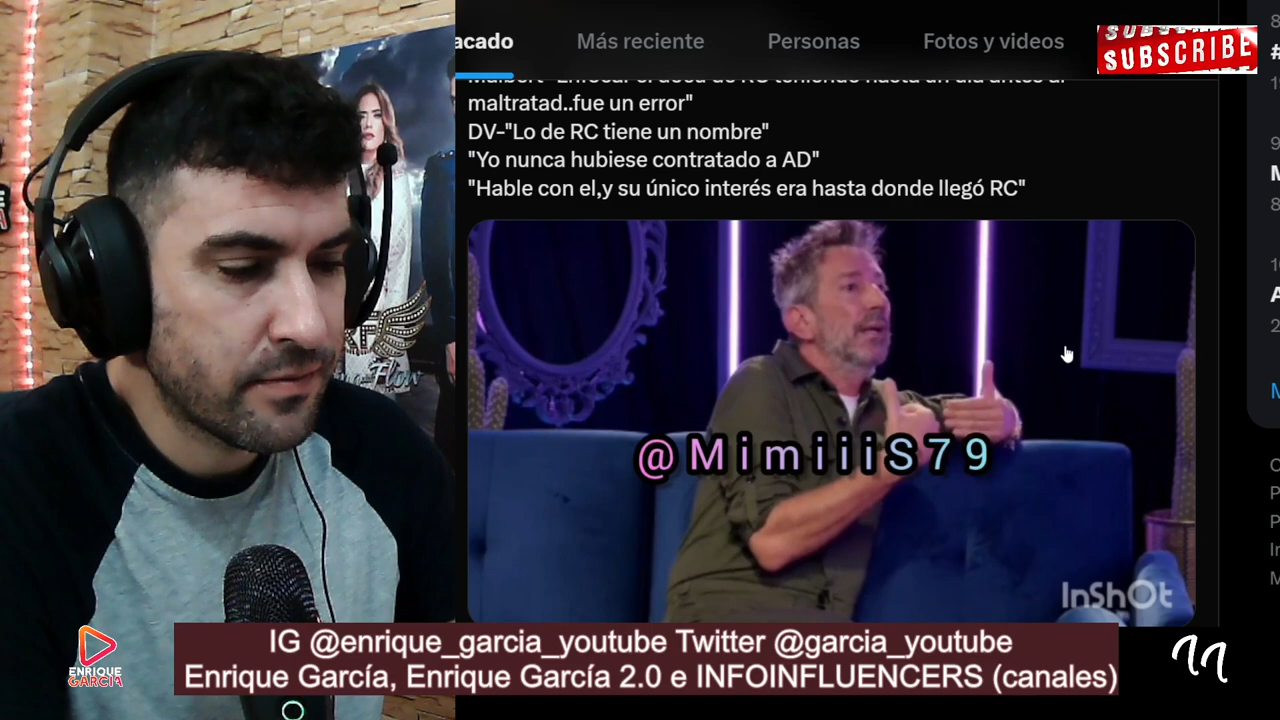 acado
Más reciente
Personas
Fotos y videos
SUBSCRIBE
SUBSCRIBE
maltratad..fue un error"
DV-"Lo de RC tiene un nombre"
"Yo nunca hubiese contratado a AD"
"Hable con el,y su único interés era hasta donde llegó RC"
@MimiiiS79
InShOt
IG @enrique_garcia_youtube Twitter @garcia_youtube
Enrique García, Enrique García 2.0 e INFOINFLUENCERS (canales)
ENRIQUE
GARCÍA